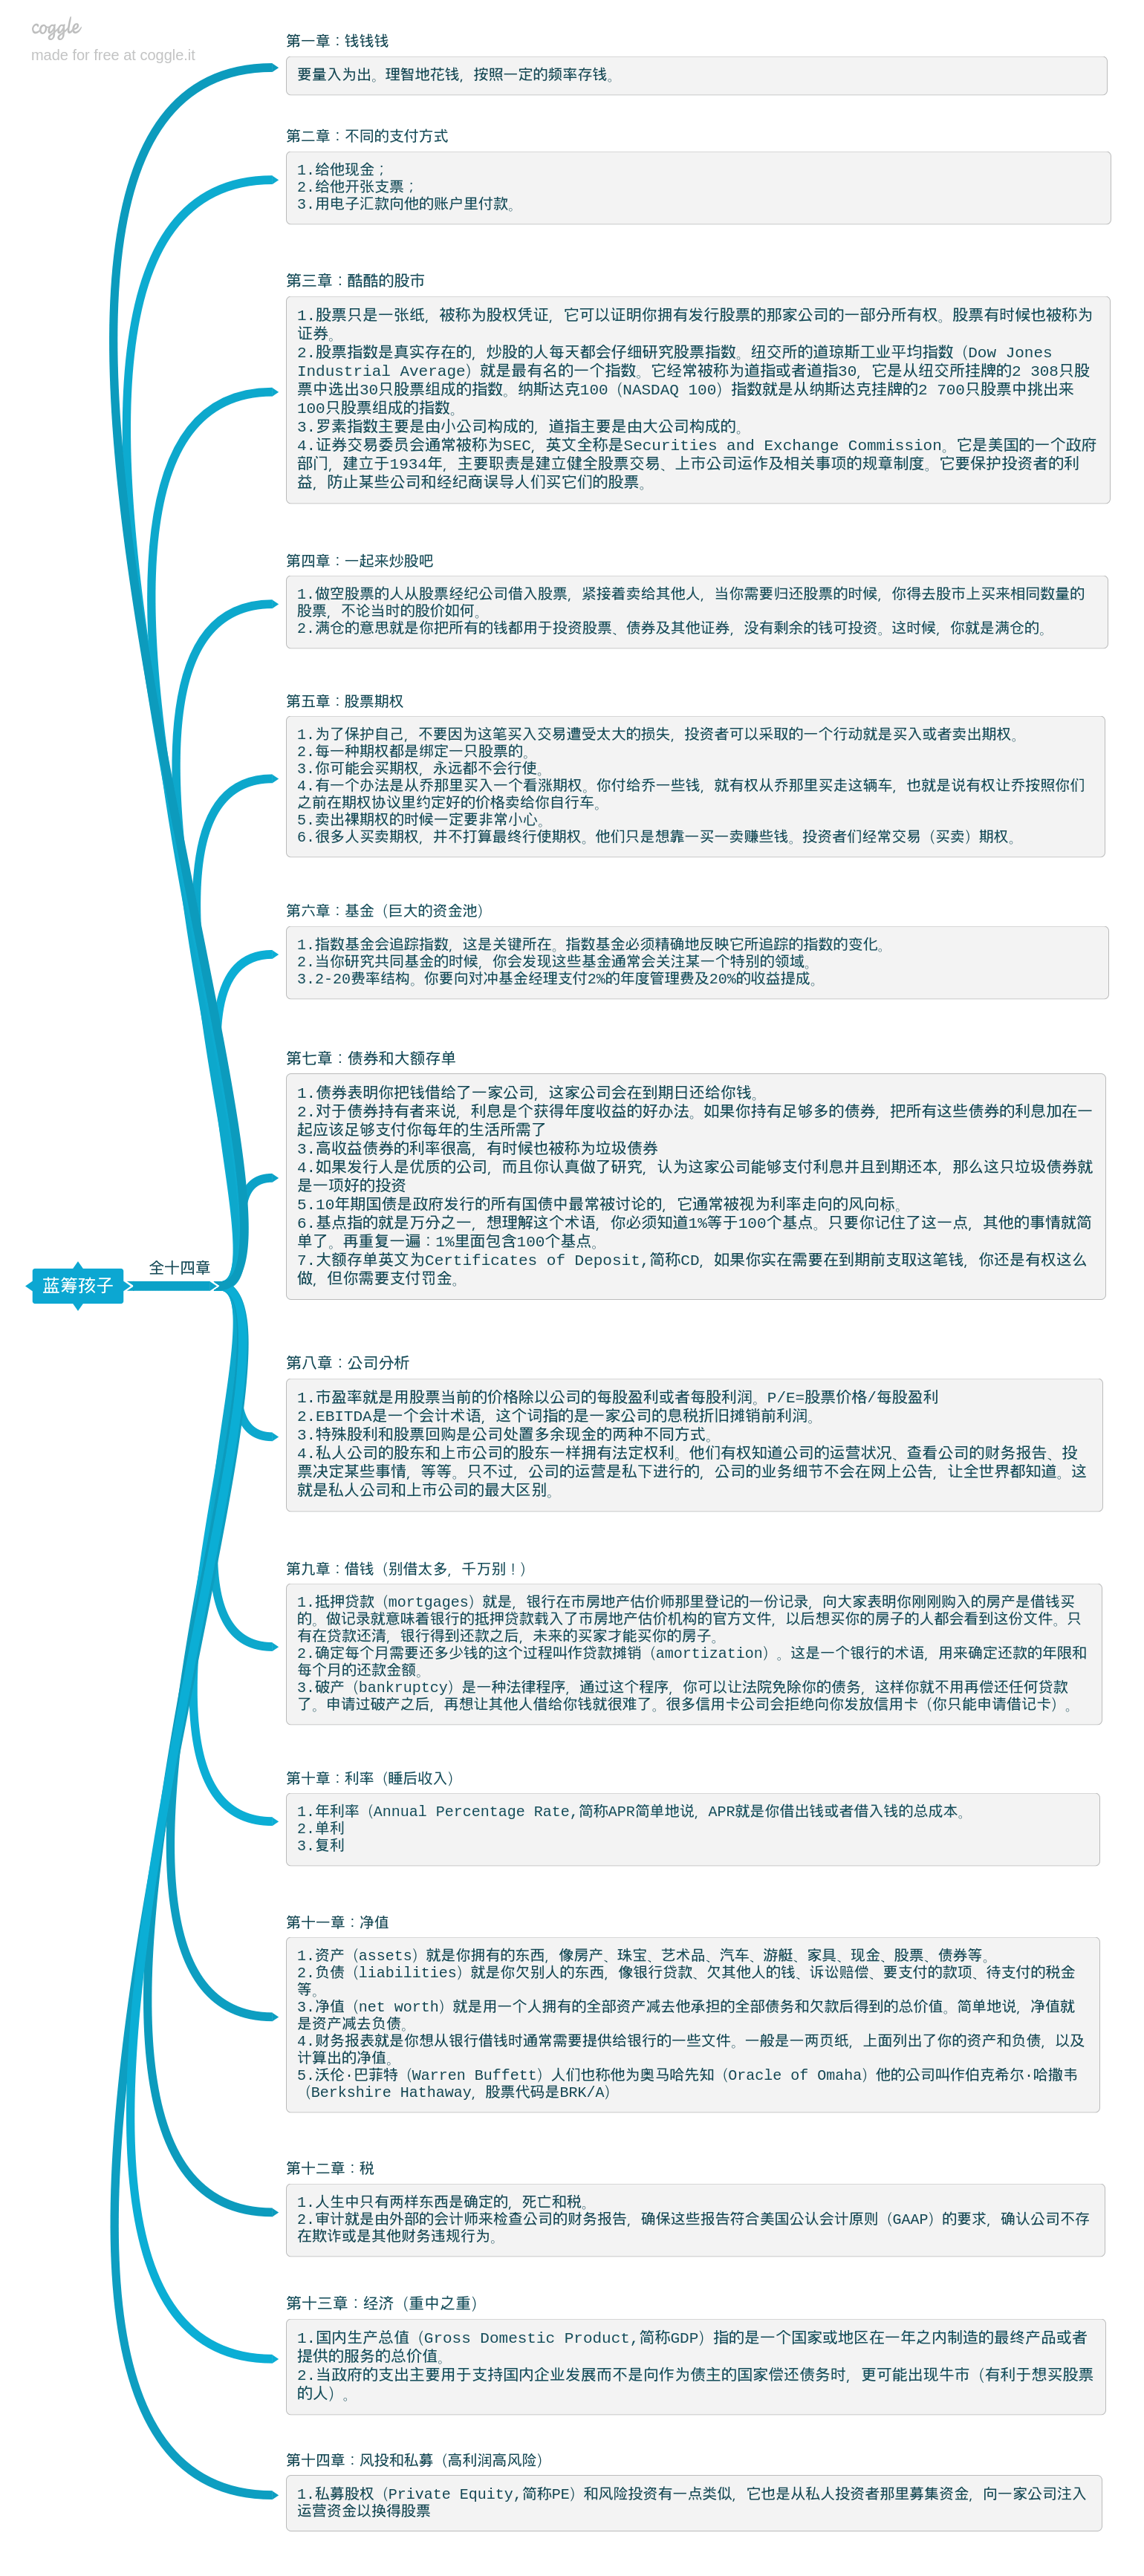 coggle
made for free at coggle.it
第一章：钱钱钱
要量入为出。理智地花钱，按照一定的频率存钱。
第二章：不同的支付方式
1.给他现金；
2.给他开张支票；
3.用电子汇款向他的账户里付款。
第三章：酷酷的股市
1.股票只是一张纸，被称为股权凭证，它可以证明你拥有发行股票的那家公司的一部分所有权。股票有时候也被称为
证券。
2.股票指数是真实存在的，炒股的人每天都会仔细研究股票指数。纽交所的道琼斯工业平均指数（Dow Jones
Industrial Average）就是最有名的一个指数。它经常被称为道指或者道指30，它是从纽交所挂牌的2 308只股
票中选出30只股票组成的指数。纳斯达克100（NASDAQ 100）指数就是从纳斯达克挂牌的2 700只股票中挑出来
100只股票组成的指数。
3.罗素指数主要是由小公司构成的，道指主要是由大公司构成的。
4.证券交易委员会通常被称为SEC，英文全称是Securities and Exchange Commission。它是美国的一个政府
部门，建立于1934年，主要职责是建立健全股票交易、上市公司运作及相关事项的规章制度。它要保护投资者的利
益，防止某些公司和经纪商误导人们买它们的股票。
第四章：一起来炒股吧
1.做空股票的人从股票经纪公司借入股票，紧接着卖给其他人，当你需要归还股票的时候，你得去股市上买来相同数量的
股票，不论当时的股价如何。
2.满仓的意思就是你把所有的钱都用于投资股票、债券及其他证券，没有剩余的钱可投资。这时候，你就是满仓的。
第五章：股票期权
1.为了保护自己，不要因为这笔买入交易遭受太大的损失，投资者可以采取的一个行动就是买入或者卖出期权。
2.每一种期权都是绑定一只股票的。
3.你可能会买期权，永远都不会行使。
4.有一个办法是从乔那里买入一个看涨期权。你付给乔一些钱，就有权从乔那里买走这辆车，也就是说有权让乔按照你们
之前在期权协议里约定好的价格卖给你自行车。
5.卖出裸期权的时候一定要非常小心。
6.很多人买卖期权，并不打算最终行使期权。他们只是想靠一买一卖赚些钱。投资者们经常交易（买卖）期权。
第六章：基金（巨大的资金池）
1.指数基金会追踪指数，这是关键所在。指数基金必须精确地反映它所追踪的指数的变化。
2.当你研究共同基金的时候，你会发现这些基金通常会关注某一个特别的领域。
3.2-20费率结构。你要向对冲基金经理支付2%的年度管理费及20%的收益提成。
第七章：债券和大额存单
1.债券表明你把钱借给了一家公司，这家公司会在到期日还给你钱。
2.对于债券持有者来说，利息是个获得年度收益的好办法。如果你持有足够多的债券，把所有这些债券的利息加在一
起应该足够支付你每年的生活所需了
3.高收益债券的利率很高，有时候也被称为垃圾债券
4.如果发行人是优质的公司，而且你认真做了研究，认为这家公司能够支付利息并且到期还本，那么这只垃圾债券就
是一项好的投资
5.10年期国债是政府发行的所有国债中最常被讨论的，它通常被视为利率走向的风向标。
6.基点指的就是万分之一，想理解这个术语，你必须知道1%等于100个基点。只要你记住了这一点，其他的事情就简
单了。再重复一遍：1%里面包含100个基点。
7.大额存单英文为Certificates of Deposit,简称CD，如果你实在需要在到期前支取这笔钱，你还是有权这么
做，但你需要支付罚金。
全十四章
蓝筹孩子
第八章：公司分析
1.市盈率就是用股票当前的价格除以公司的每股盈利或者每股利润。P/E=股票价格/每股盈利
2.EBITDA是一个会计术语，这个词指的是一家公司的息税折旧摊销前利润。
3.特殊股利和股票回购是公司处置多余现金的两种不同方式。
4.私人公司的股东和上市公司的股东一样拥有法定权利。他们有权知道公司的运营状况、查看公司的财务报告、投
票决定某些事情，等等。只不过，公司的运营是私下进行的，公司的业务细节不会在网上公告，让全世界都知道。这
就是私人公司和上市公司的最大区别。
第九章：借钱（别借太多，千万别！）
1.抵押贷款（mortgages）就是，银行在市房地产估价师那里登记的一份记录，向大家表明你刚刚购入的房产是借钱买
的。做记录就意味着银行的抵押贷款载入了市房地产估价机构的官方文件，以后想买你的房子的人都会看到这份文件。只
有在贷款还清，银行得到还款之后，未来的买家才能买你的房子。
2.确定每个月需要还多少钱的这个过程叫作贷款摊销（amortization）。这是一个银行的术语，用来确定还款的年限和
每个月的还款金额。
3.破产（bankruptcy）是一种法律程序，通过这个程序，你可以让法院免除你的债务，这样你就不用再偿还任何贷款
了。申请过破产之后，再想让其他人借给你钱就很难了。很多信用卡公司会拒绝向你发放信用卡（你只能申请借记卡）。
第十章：利率（睡后收入）
1.年利率（Annual Percentage Rate,简称APR简单地说，APR就是你借出钱或者借入钱的总成本。
2.单利
3.复利
第十一章：净值
1.资产（assets）就是你拥有的东西，像房产、珠宝、艺术品、汽车、游艇、家具、现金、股票、债券等。
2.负债（liabilities）就是你欠别人的东西，像银行贷款、欠其他人的钱、诉讼赔偿、要支付的款项、待支付的税金
等。
3.净值（net worth）就是用一个人拥有的全部资产减去他承担的全部债务和欠款后得到的总价值。简单地说，净值就
是资产减去负债。
4.财务报表就是你想从银行借钱时通常需要提供给银行的一些文件。一般是一两页纸，上面列出了你的资产和负债，以及
计算出的净值。
5.沃伦·巴菲特（Warren Buffett）人们也称他为奥马哈先知（Oracle of Omaha）他的公司叫作伯克希尔·哈撒韦
（Berkshire Hathaway，股票代码是BRK/A）
第十二章：税
1.人生中只有两样东西是确定的，死亡和税。
2.审计就是由外部的会计师来检查公司的财务报告，确保这些报告符合美国公认会计原则（GAAP）的要求，确认公司不存
在欺诈或是其他财务违规行为。
第十三章：经济（重中之重）
1.国内生产总值（Gross Domestic Product,简称GDP）指的是一个国家或地区在一年之内制造的最终产品或者
提供的服务的总价值。
2.当政府的支出主要用于支持国内企业发展而不是向作为债主的国家偿还债务时，更可能出现牛市（有利于想买股票
的人）。
第十四章：风投和私募（高利润高风险）
1.私募股权（Private Equity,简称PE）和风险投资有一点类似，它也是从私人投资者那里募集资金，向一家公司注入
运营资金以换得股票